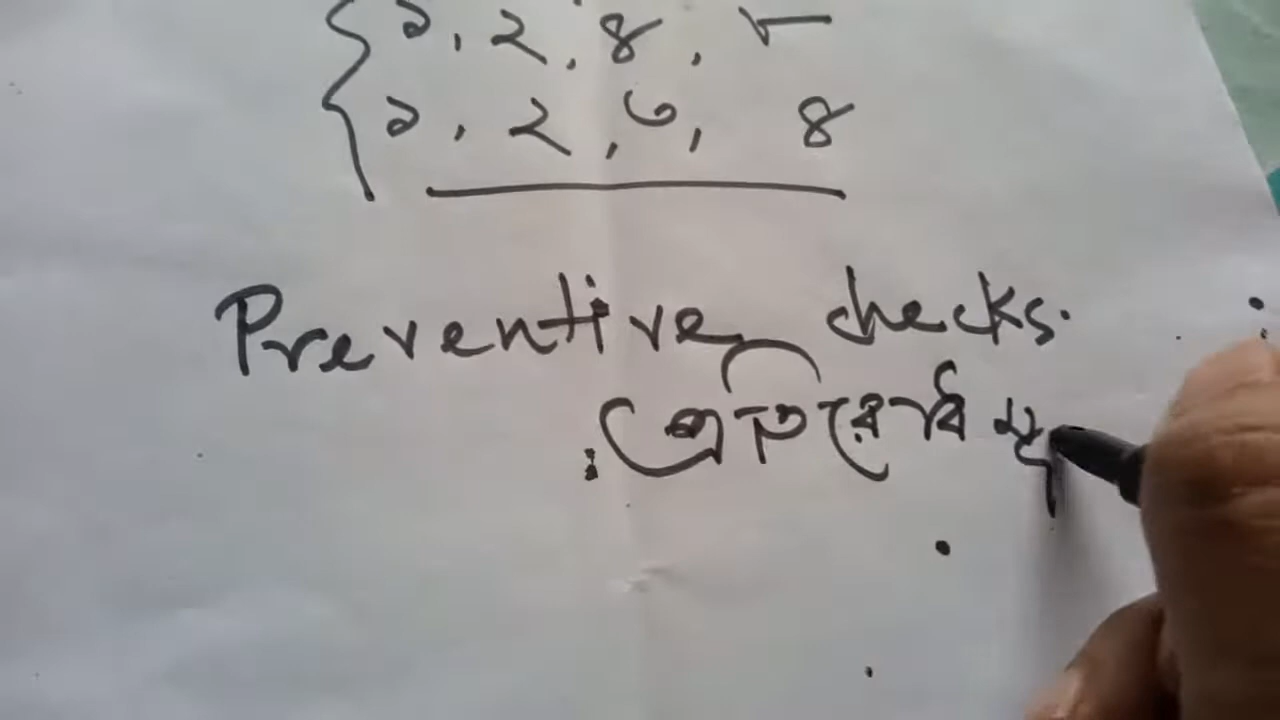 ১, ২, ৪, ৮
১, ২, ৩, ৪
Preventive checks.
প্রতিরোধ মূ